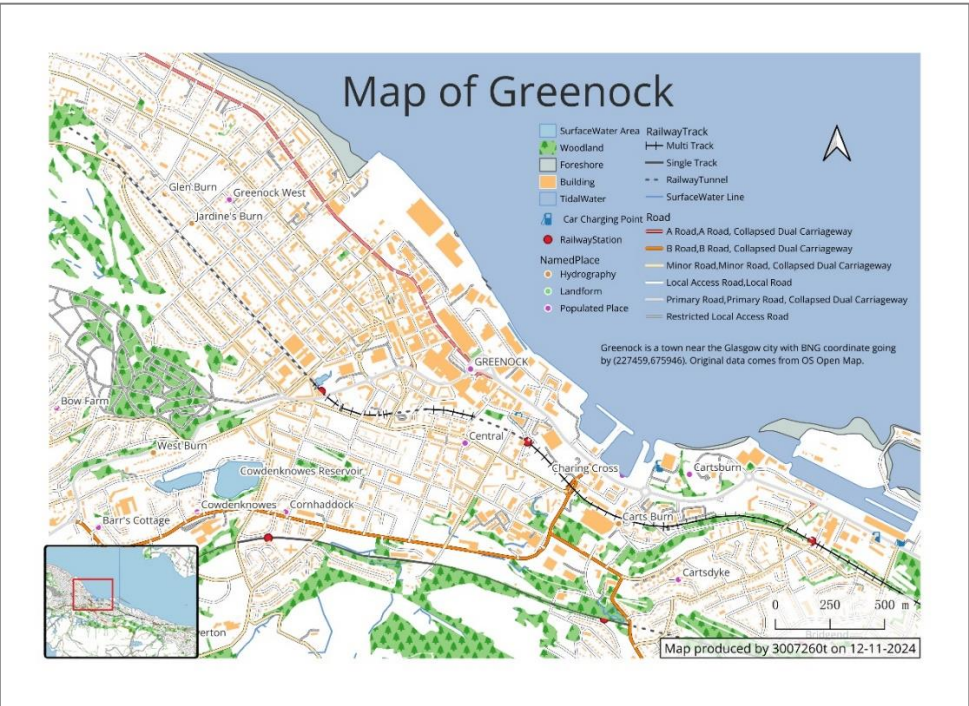 Map of Greenock
SurfaceWater Area
Woodland
Foreshore
Building
TidalWater
Car Charging Point
RailwayStation
NamedPlace
Hydrography
Landform
Populated Place
RailwayTrack
Multi Track
Single Track
RailwayTunnel
SurfaceWater Line
Road
A Road,A Road, Collapsed Dual Carriageway
B Road,B Road, Collapsed Dual Carriageway
Minor Road,Minor Road, Collapsed Dual Carriageway
Local Access Road,Local Road
Primary Road,Primary Road, Collapsed Dual Carriageway
Restricted Local Access Road
Greenock is a town near the Glasgow city with BNG coordinate going
by (227459,675946). Original data comes from OS Open Map.
Glen Burn
Greenock West
Jardine's Burn
GREENOCK
Bow Farm
West Burn
Central
Cowdenknowes Reservoir
Charing Cross
Cartsburn
Cowdenknowes
Cornhaddock
Barr's Cottage
Carts Burn
Cartsdyke
verton
0 250 500 m
Bridgend
Map produced by 3007260t on 12-11-2024